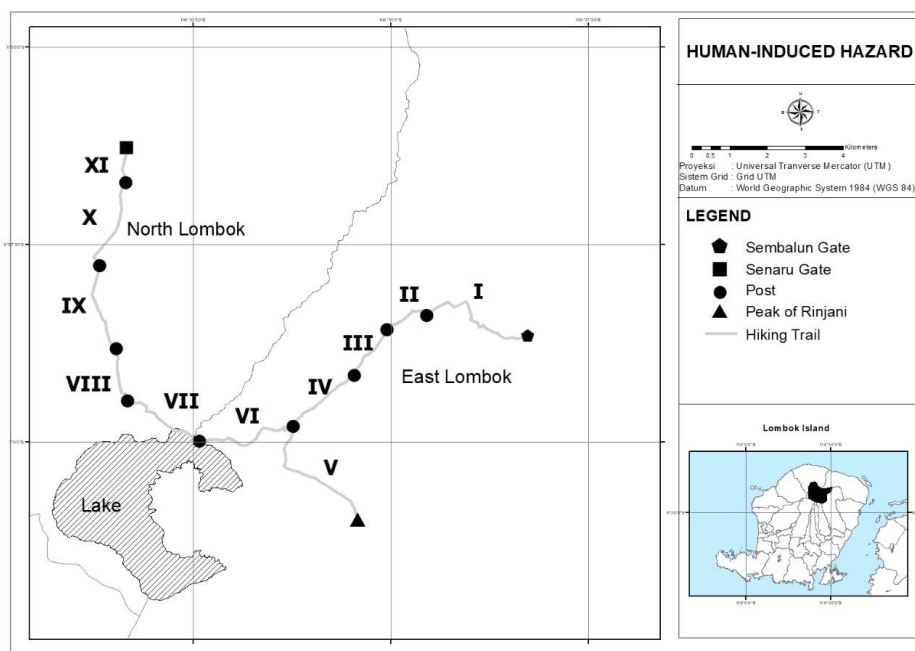 HUMAN-INDUCED HAZARD
U
B T
S
Kilometers
0 0.5 1 2 3 4
Proyeksi : Universal Tranverse Mercator (UTM)
Sistem Grid : Grid UTM
Datum : World Geographic System 1984 (WGS 84)
LEGEND
Sembalun Gate
Senaru Gate
Post
Peak of Rinjani
Hiking Trail
Lombok Island
XI
X
North Lombok
IX
II
I
III
East Lombok
IV
VIII
VII
VI
V
Lake